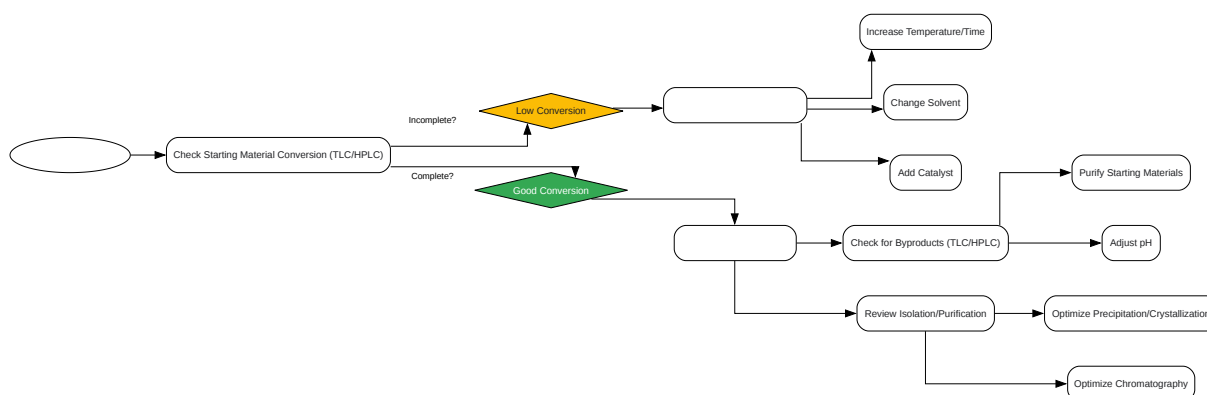 Increase Temperature/Time
Low Conversion
Change Solvent
Incomplete?
Check Starting Material Conversion (TLC/HPLC)
Complete?
Add Catalyst
Purify Starting Materials
Good Conversion
Check for Byproducts (TLC/HPLC)
Adjust pH
Review Isolation/Purification
Optimize Precipitation/Crystallization
Optimize Chromatography